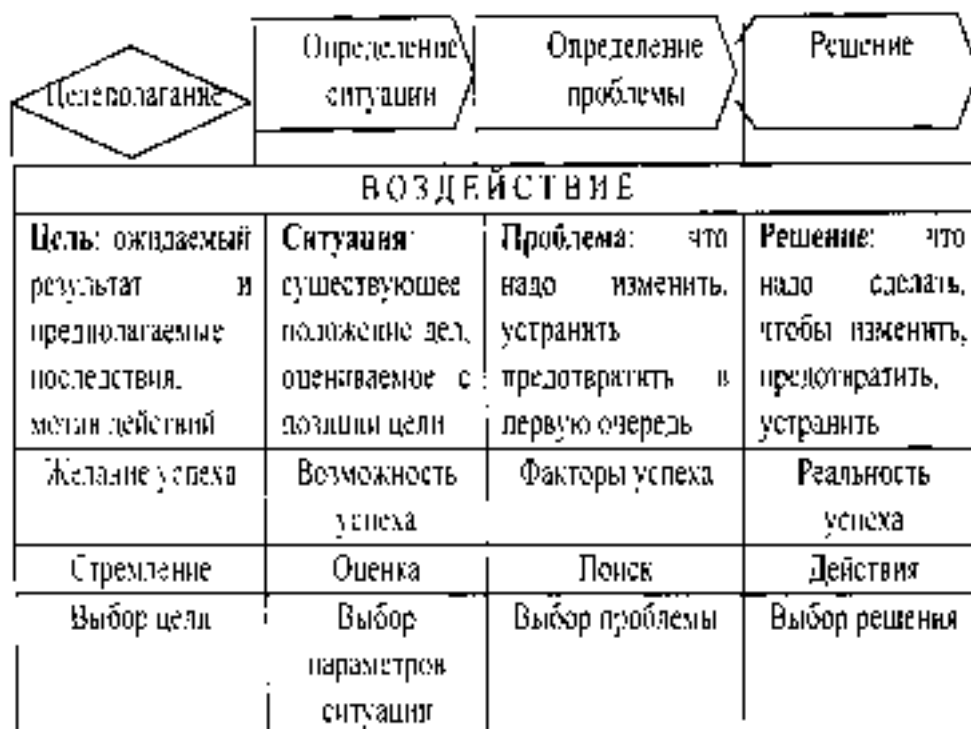 Целеполагание
Определение
ситуации
Определение
проблемы
Решение
ВОЗДЕЙСТВИЕ
Цель: ожидаемый
результат и
предполагаемые
последствия.
мотив действий
Ситуация:
существующее
положение дел,
оцениваемое с
позиции цели
Проблема: что
надо изменить,
устранить
предотвратить в
первую очередь
Решение: что
надо сделать,
чтобы изменить,
предотвратить,
устранить
Желание успеха
Возможность
успеха
Факторы успеха
Реальность
успеха
Стремление
Оценка
Поиск
Действия
Выбор цели
Выбор
параметров
ситуации
Выбор проблемы
Выбор решения